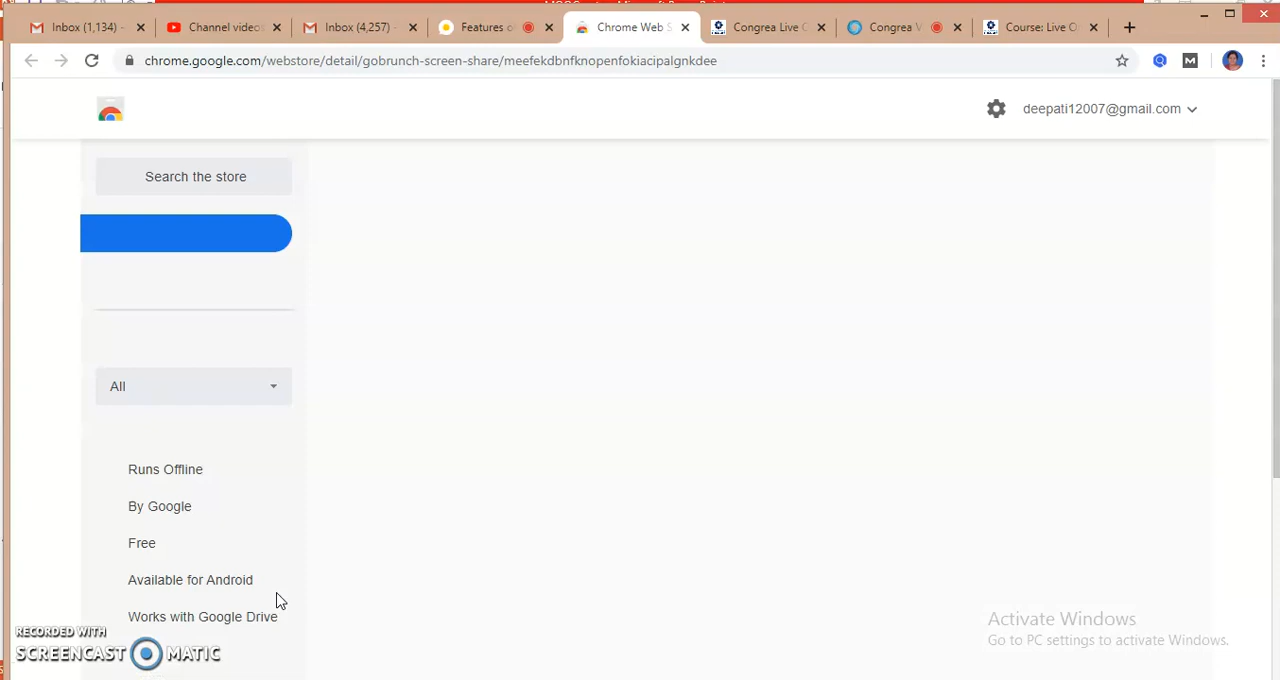 Inbox (1,134) -
Channel videos
Inbox (4,257) -
Features o
Chrome Web S
Congrea Live C
Congrea V
Course: Live O
chrome.google.com/webstore/detail/gobrunch-screen-share/meefekdbnfknopenfokiacipalgnkdee
M
deepati12007@gmail.com
Search the store
All
Runs Offline
By Google
Free
Available for Android
Works with Google Drive
RECORDED WITH
SCREENCAST MATIC
Activate Windows
Go to PC settings to activate Windows.